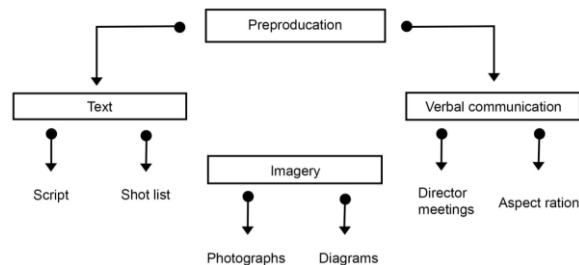 Preproducation
Text
Verbal communication
Imagery
Script
Shot list
Director
meetings
Aspect ration
Photographs
Diagrams